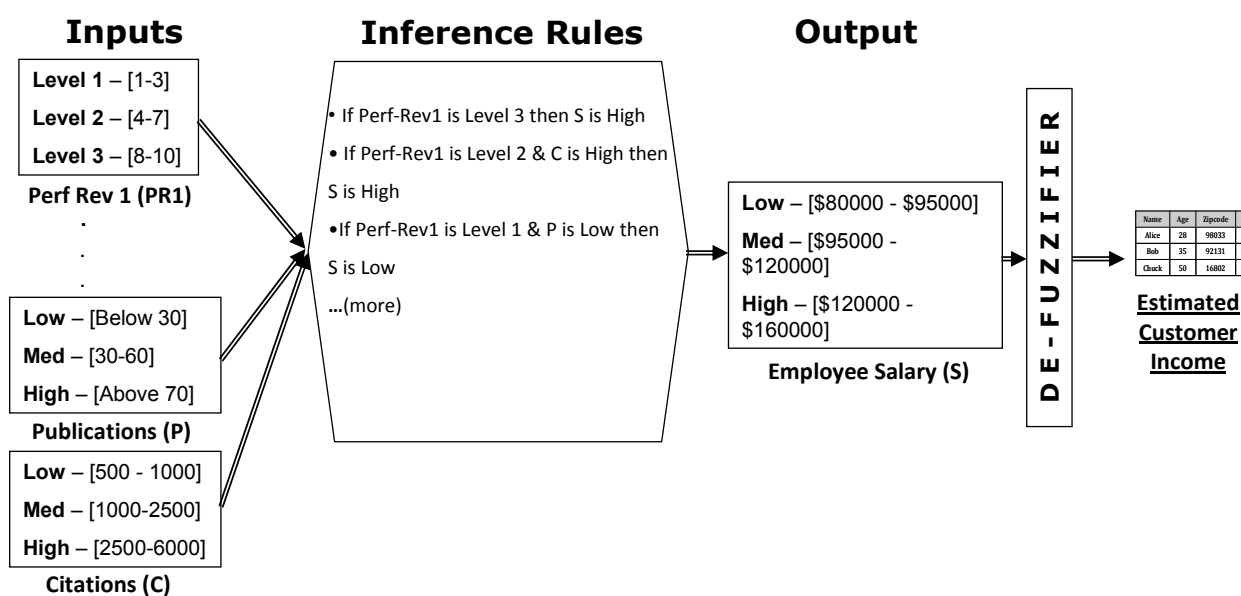 Inputs
Level 1 – [1-3]
Level 2 – [4-7]
Level 3 – [8-10]
Perf Rev 1 (PR1)
.
.
.
Low – [Below 30]
Med – [30-60]
High – [Above 70]
Publications (P)
Low – [500 - 1000]
Med – [1000-2500]
High – [2500-6000]
Citations (C)
Inference Rules
• If Perf-Rev1 is Level 3 then S is High
• If Perf-Rev1 is Level 2 & C is High then
S is High
•If Perf-Rev1 is Level 1 & P is Low then
S is Low
...(more)
Output
Low – [$80000 - $95000]
Med – [$95000 -
$120000]
High – [$120000 -
$160000]
Employee Salary (S)
DE-FUZZIFIER
Name Age Zipcode
Alice 28 98033
Bob 35 92131
Chuck 50 16802
Estimated
Customer
Income